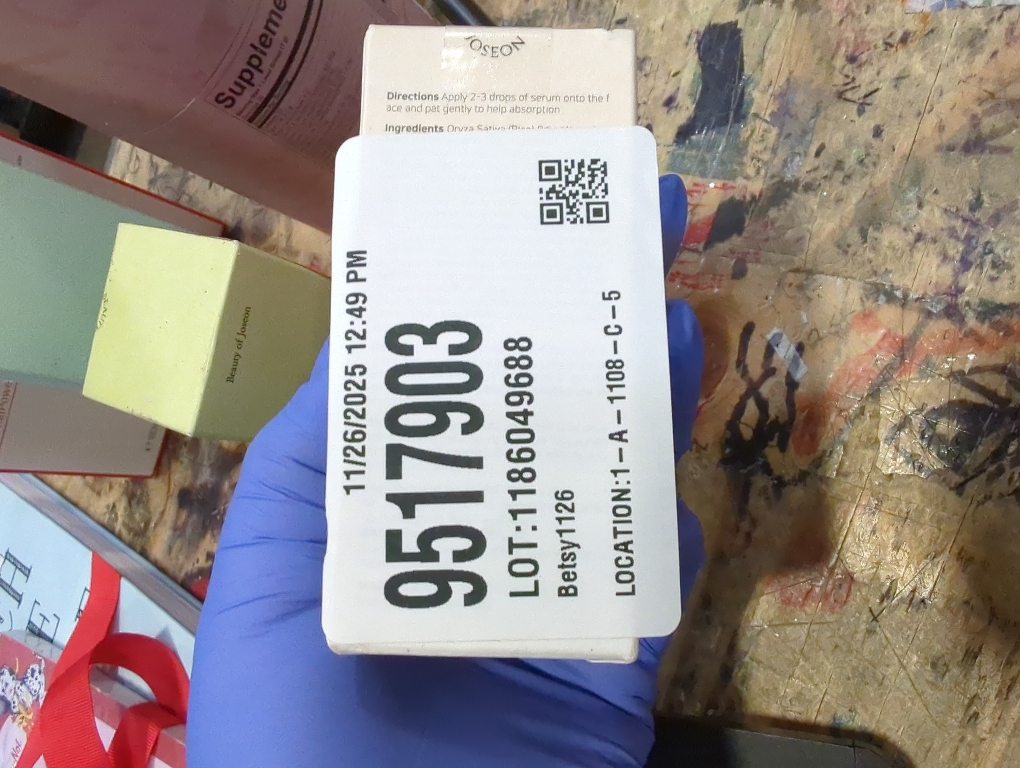 JOSEON
Directions Apply 2-3 drops of serum onto the f
ace and pat gently to help absorption
Ingredients Oryza Sativa (Rice)
11/26/2025 12:49 PM
9517903
LOT:1186049688
Betsy1126
LOCATION:1-A-1108-C-5
Suppleme
Beauty of Joseon
H
E